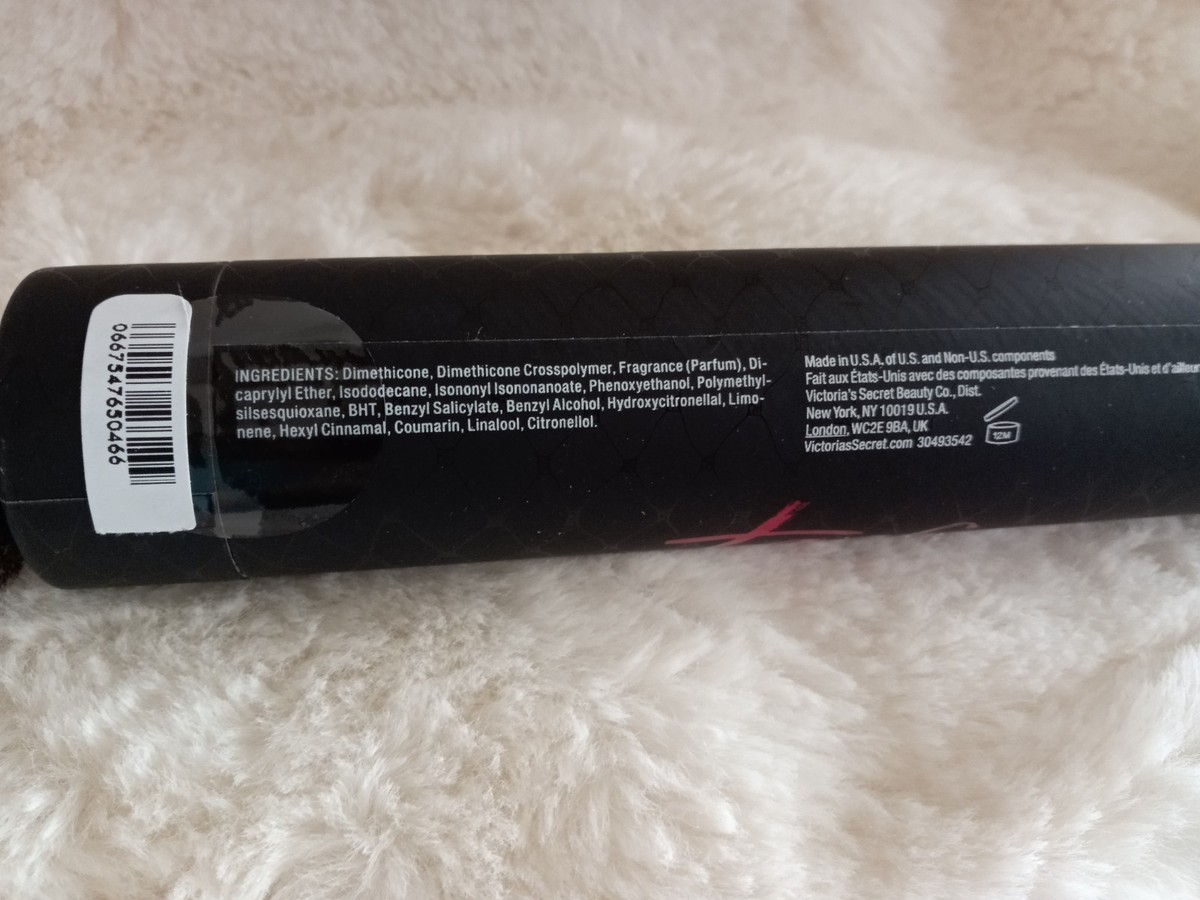 0667547650466
INGREDIENTS: Dimethicone, Dimethicone Crosspolymer, Fragrance (Parfum), Di-
caprylyl Ether, Isododecane, Isononyl Isononanoate, Phenoxyethanol, Polymethyl-
silsesquioxane, BHT, Benzyl Salicylate, Benzyl Alcohol, Hydroxycitronellal, Limo-
nene, Hexyl Cinnamal, Coumarin, Linalool, Citronellol.
Made in U.S.A. of U.S. and Non-U.S. components
Fait aux États-Unis avec des composantes provenant des États-Unis et d'ailleur
Victoria's Secret Beauty Co., Dist.
New York, NY 10019 U.S.A.
London, WC2E 9BA, UK
VictoriasSecret.com 30493542
12M